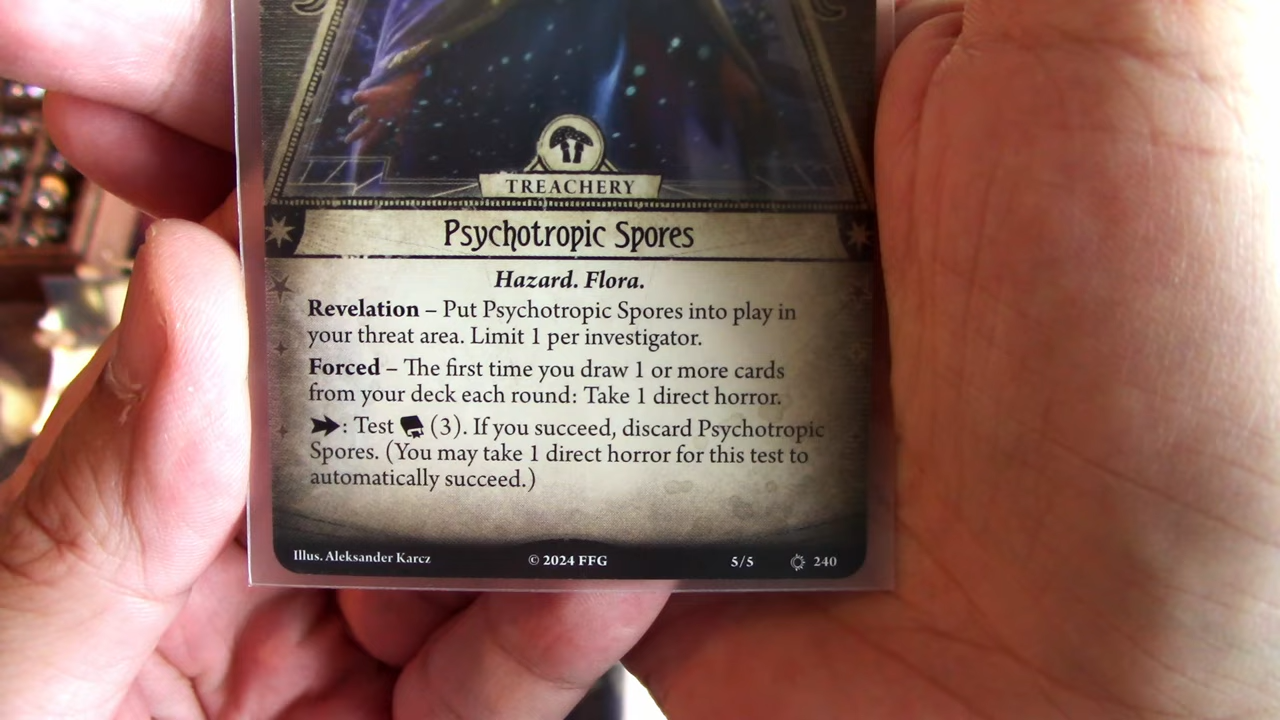 TREACHERY
Psychotropic Spores
Hazard. Flora.
Revelation – Put Psychotropic Spores into play in
your threat area. Limit 1 per investigator.
Forced – The first time you draw 1 or more cards
from your deck each round: Take 1 direct horror.
: Test (3). If you succeed, discard Psychotropic
Spores. (You may take 1 direct horror for this test to
automatically succeed.)
Illus. Aleksander Karcz © 2024 FFG 5/5 240